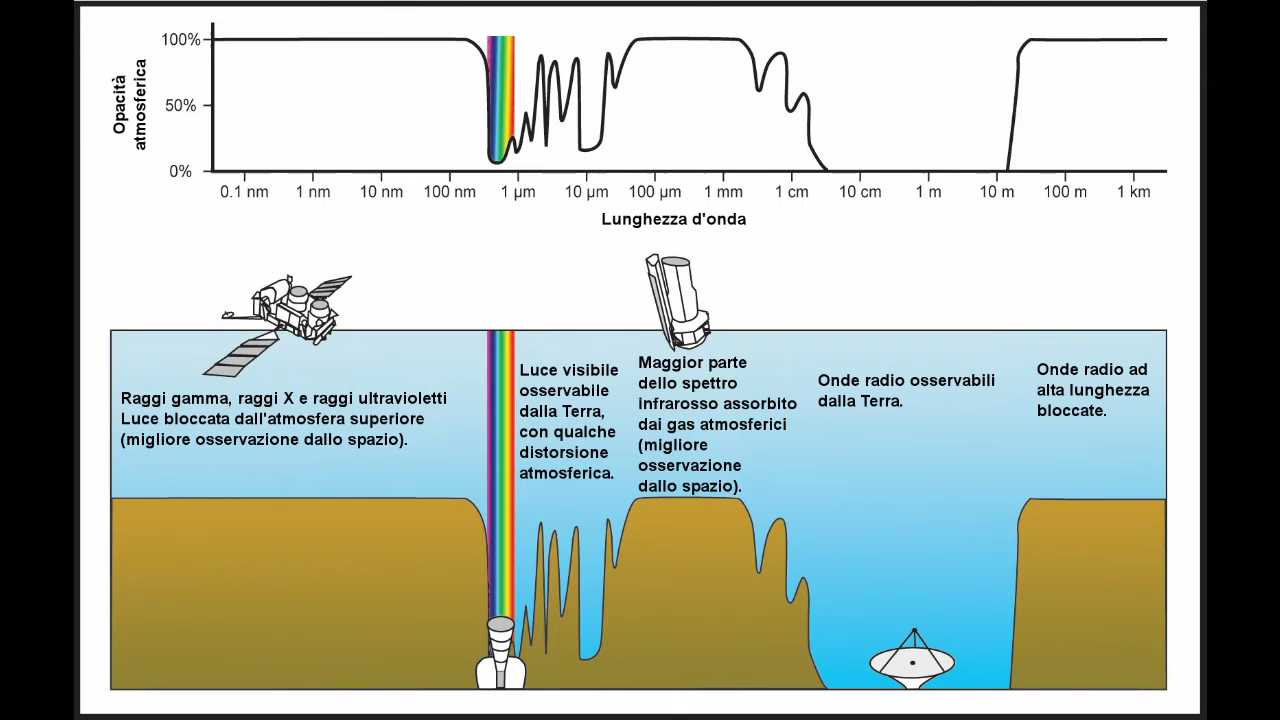 Opacità
atmosferica
100%
50%
0%
0.1 nm 1 nm 10 nm 100 nm 1 µm 10 µm 100 µm 1 mm 1 cm 10 cm 1 m 10 m 100 m 1 km
Lunghezza d'onda
Raggi gamma, raggi X e raggi ultravioletti
Luce bloccata dall'atmosfera superiore
(migliore osservazione dallo spazio).
Luce visibile
osservabile
dalla Terra,
con qualche
distorsione
atmosferica.
Maggior parte
dello spettro
infrarosso assorbito
dai gas atmosferici
(migliore
osservazione
dallo spazio).
Onde radio osservabili
dalla Terra.
Onde radio ad
alta lunghezza
bloccate.